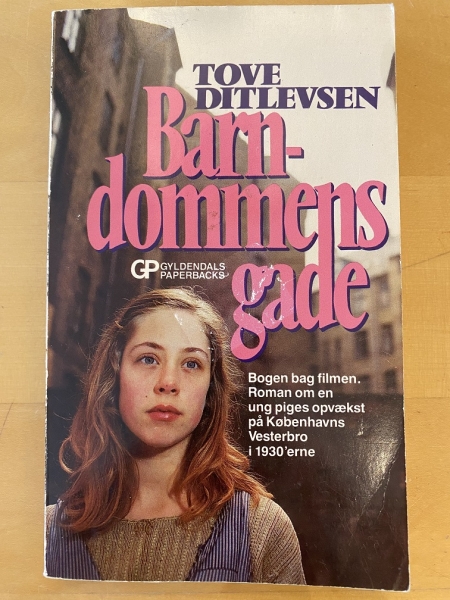 TOVE
DITLEVSEN
Barn-
dommens
gade
GP GYLDENDALS
PAPERBACKS
Bogen bag filmen.
Roman om en
ung piges opvækst
på Københavns
Vesterbro
i 1930'erne